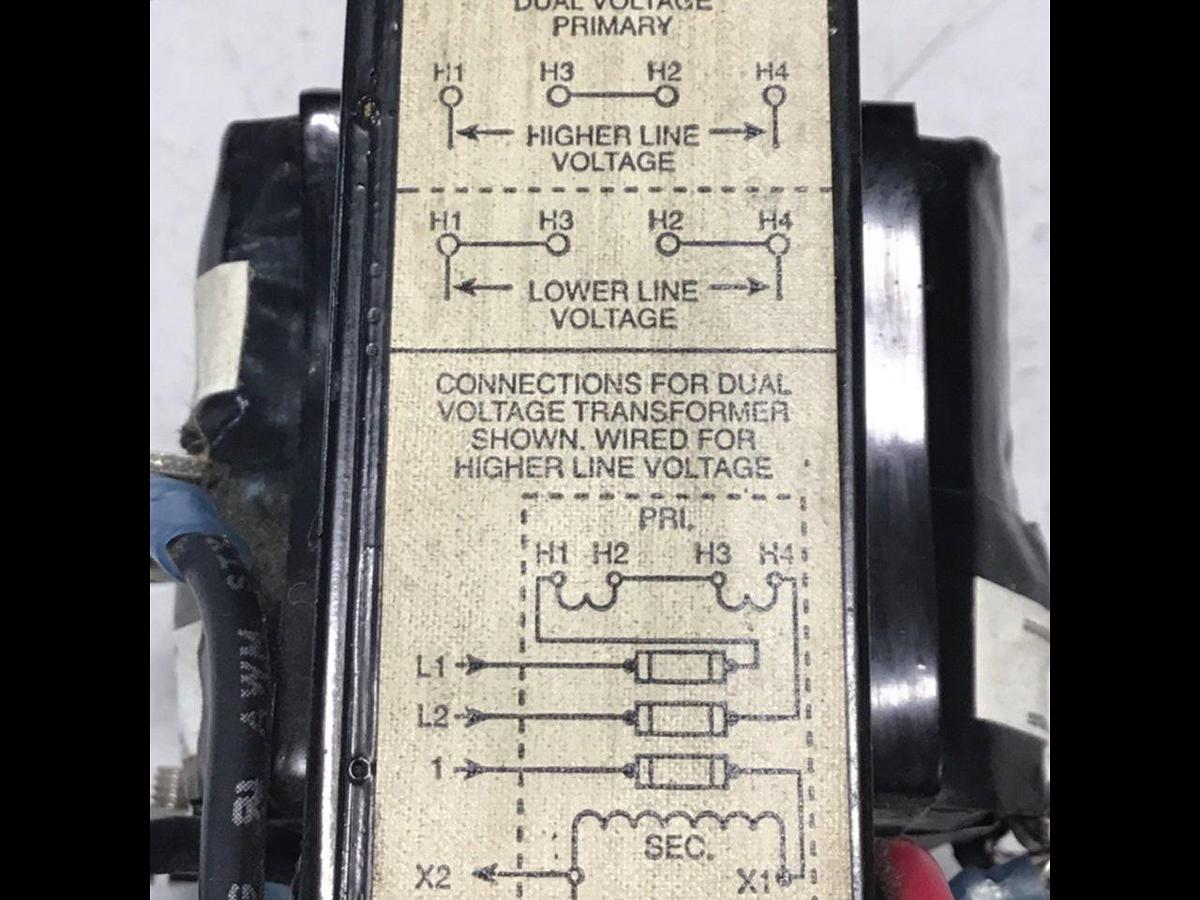 DUAL VOLTAGE
PRIMARY
H1 H3 H2 H4
HIGHER LINE
VOLTAGE
H1 H3 H2 H4
LOWER LINE
VOLTAGE
CONNECTIONS FOR DUAL
VOLTAGE TRANSFORMER
SHOWN. WIRED FOR
HIGHER LINE VOLTAGE
PRI.
H1 H2 H3 H4
L1
L2
1
SEC.
X2 X1
AWM